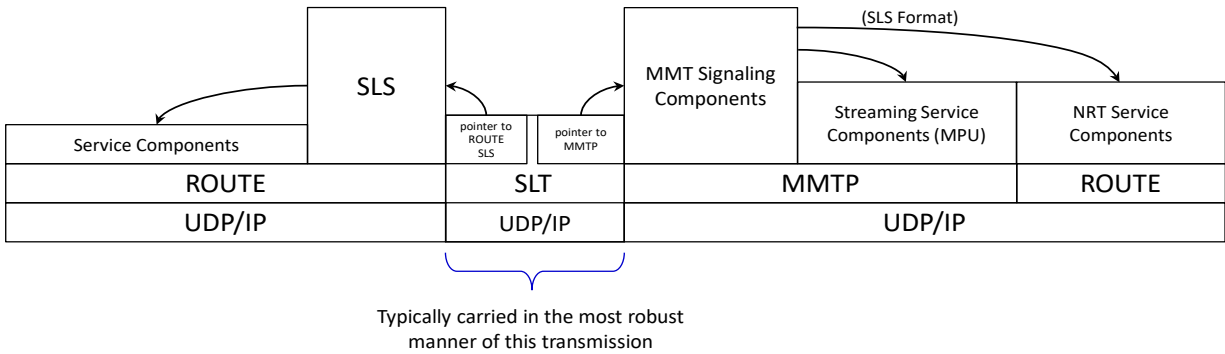 (SLS Format)
SLS
MMT Signaling
Components
Service Components
pointer to
ROUTE
SLS
pointer to
MMTP
Streaming Service
Components (MPU)
NRT Service
Components
ROUTE
SLT
MMTP
ROUTE
UDP/IP
UDP/IP
UDP/IP
Typically carried in the most robust
manner of this transmission